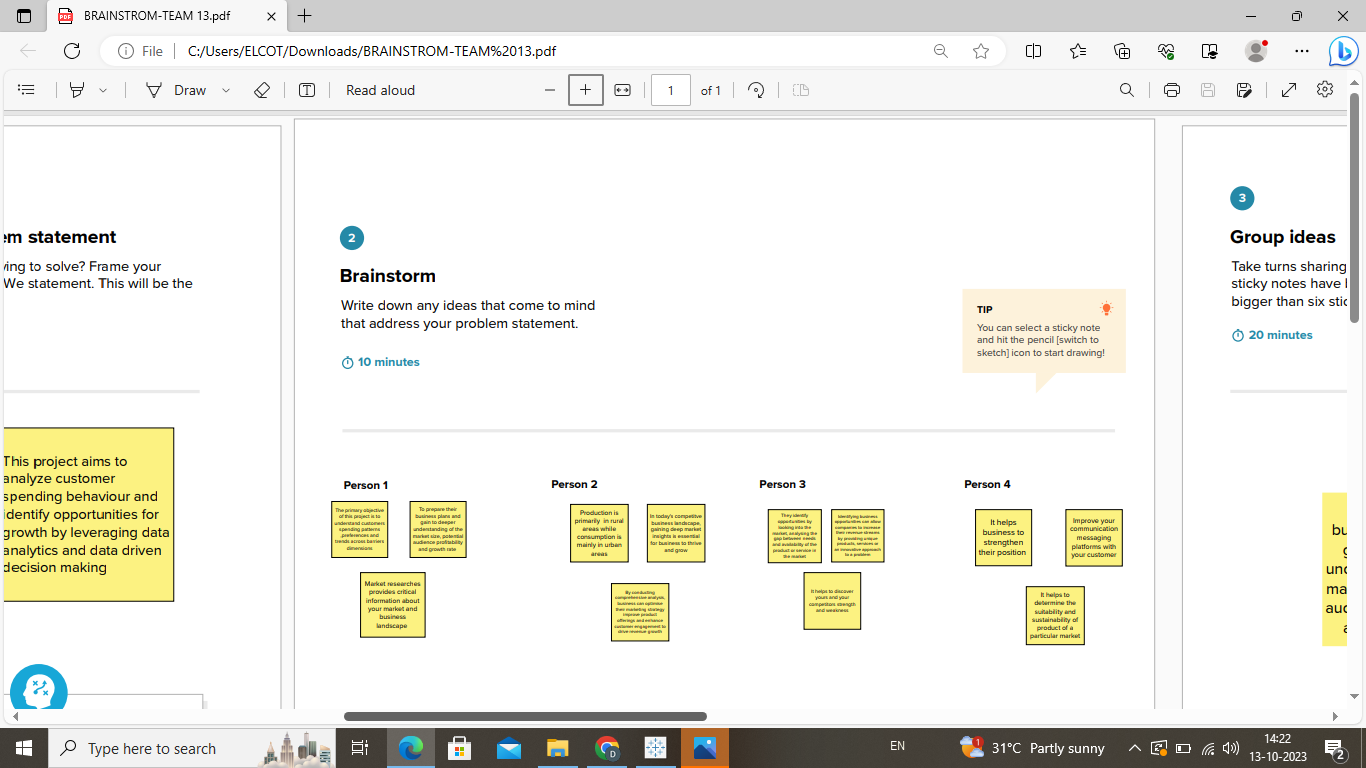 BRAINSTROM-TEAM 13.pdf
File
C:/Users/ELCOT/Downloads/BRAINSTROM-TEAM%2013.pdf
Draw
Read aloud
1
of 1
em statement
ying to solve? Frame your
We statement. This will be the
This project aims to
analyze customer
spending behaviour and
identify opportunities for
growth by leveraging data
analytics and data driven
decision making
2
Brainstorm
Write down any ideas that come to mind
that address your problem statement.
10 minutes
TIP
You can select a sticky note
and hit the pencil [switch to
sketch] icon to start drawing!
Person 1
The primary objective
of this project is to
understand customers
spending patterns
,preferences and
trends across barriers
dimensions
To prepare their
business plans and
gain to deeper
understanding of the
market size, potential
audience profitability
and growth rate
Market researches
provides critical
information about
your market and
business
landscape
Person 2
Production is
primarily in rural
areas while
consumption is
mainly in urban
areas
In today's competive
business landscape,
gaining deep market
insights is essential
for business to thrive
and grow
By conducting
comprehensive analysis,
business can optimise
their marketing strategy
improve product
offerings and enhance
customer engagement to
drive revenue growth
Person 3
They identify
opportunities by
looking into the
market, analysing the
gap between needs
and availability of the
product or service in
the market
Identifying business
opportunities can allow
companies to increase
their revenue streams
by providing unique
products, services or
an innovative approach
to a problem
It helps to discover
yours and your
competitors strength
and weakness
Person 4
It helps
business to
strengthen
their position
Improve your
communication
messaging
platforms with
your customer
It helps to
determine the
suitability and
sustainability of
product of a
particular market
3
Group ideas
Take turns sharing
sticky notes have
bigger than six
20 minutes
Type here to search
EN
1
31°C Partly sunny
14:22
13-10-2023
2